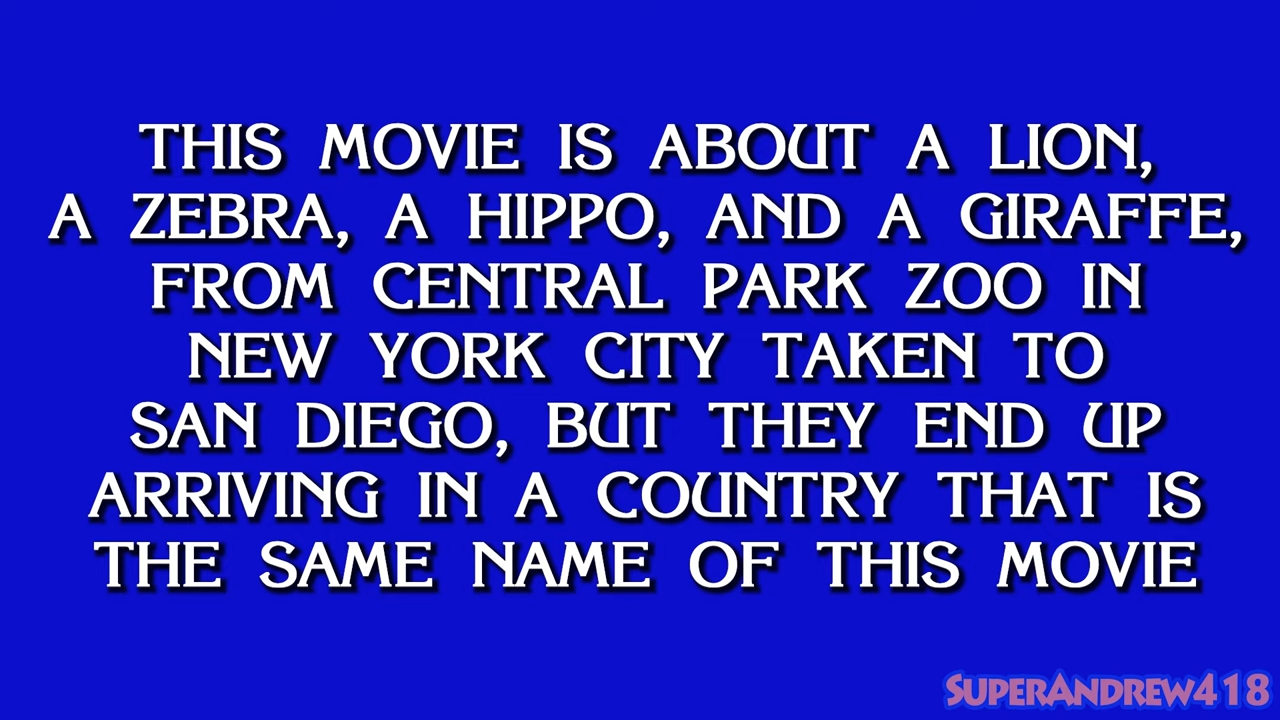 THIS MOVIE IS ABOUT A LION,
A ZEBRA, A HIPPO, AND A GIRAFFE,
FROM CENTRAL PARK ZOO IN
NEW YORK CITY TAKEN TO
SAN DIEGO, BUT THEY END UP
ARRIVING IN A COUNTRY THAT IS
THE SAME NAME OF THIS MOVIE
SUPERANDREW418